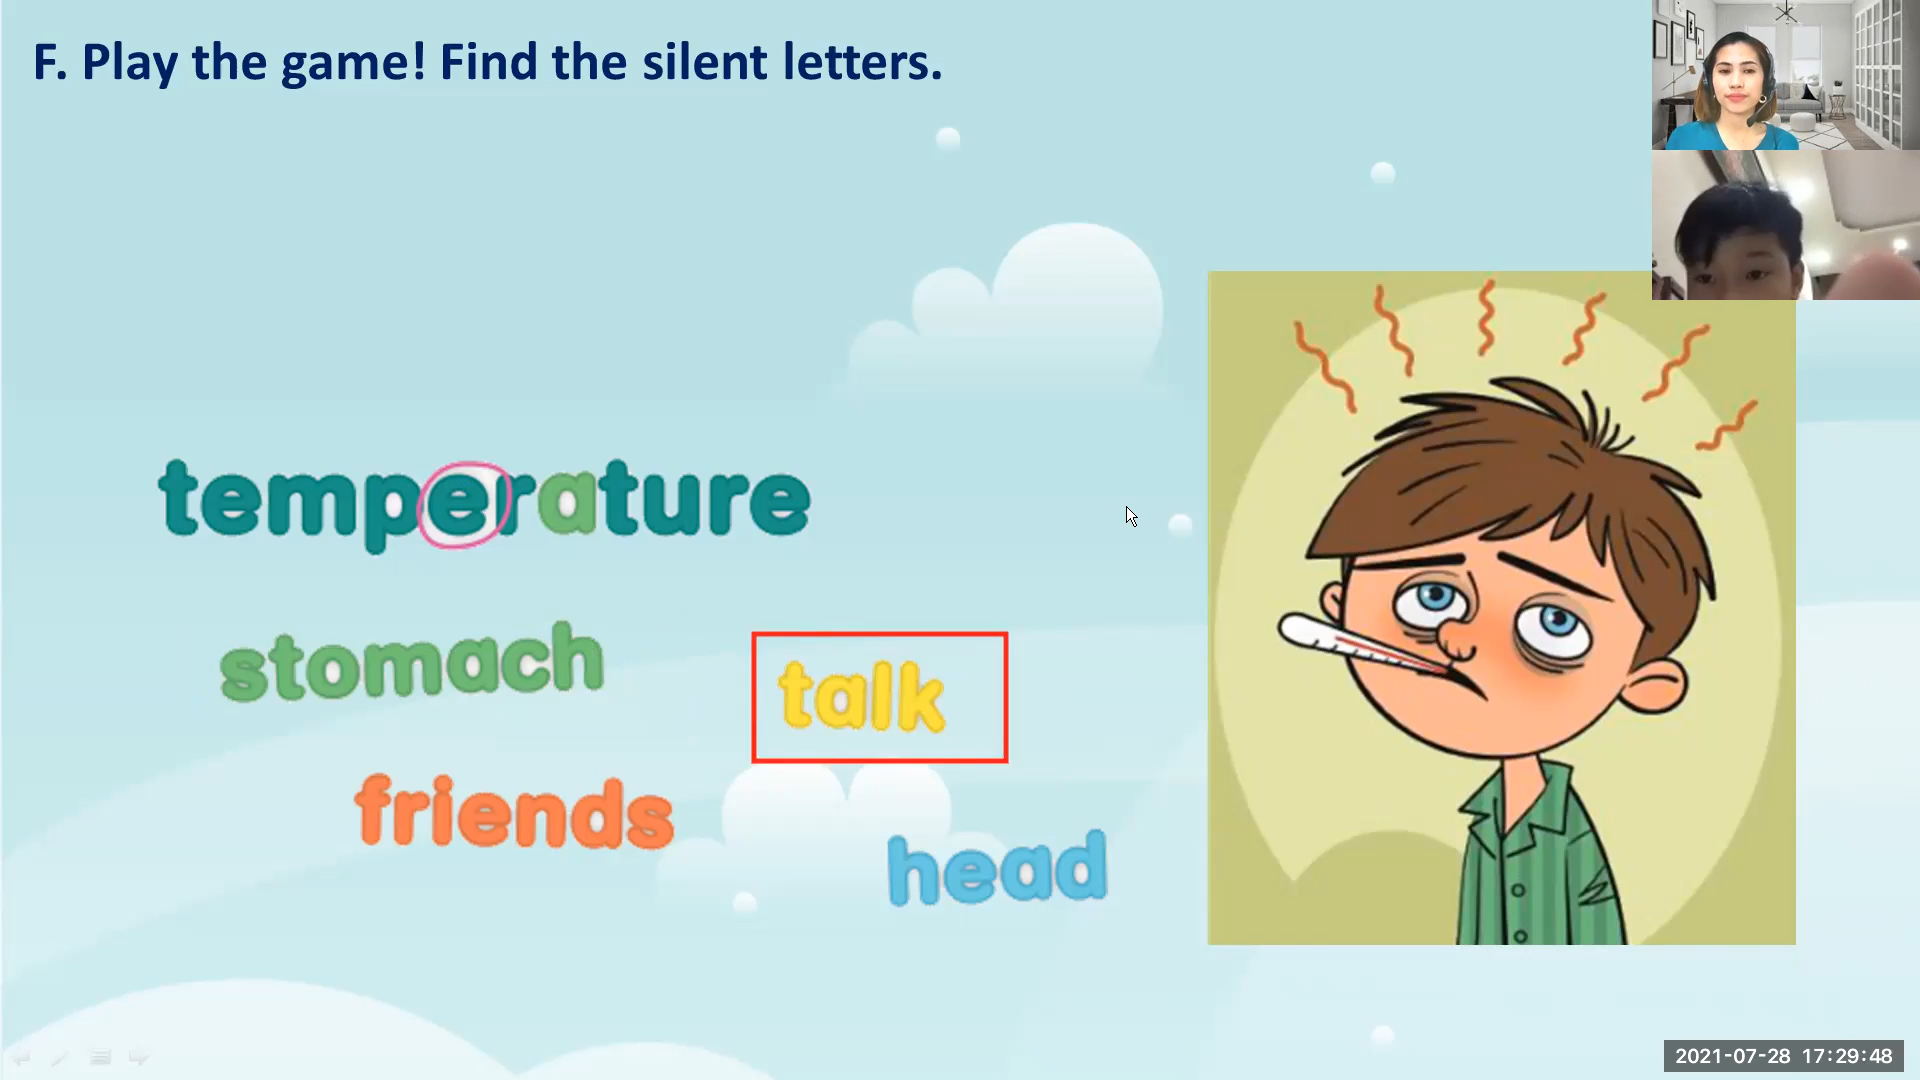 F. Play the game! Find the silent letters.
temperature
stomach
talk
friends
head
2021-07-28 17:29:48